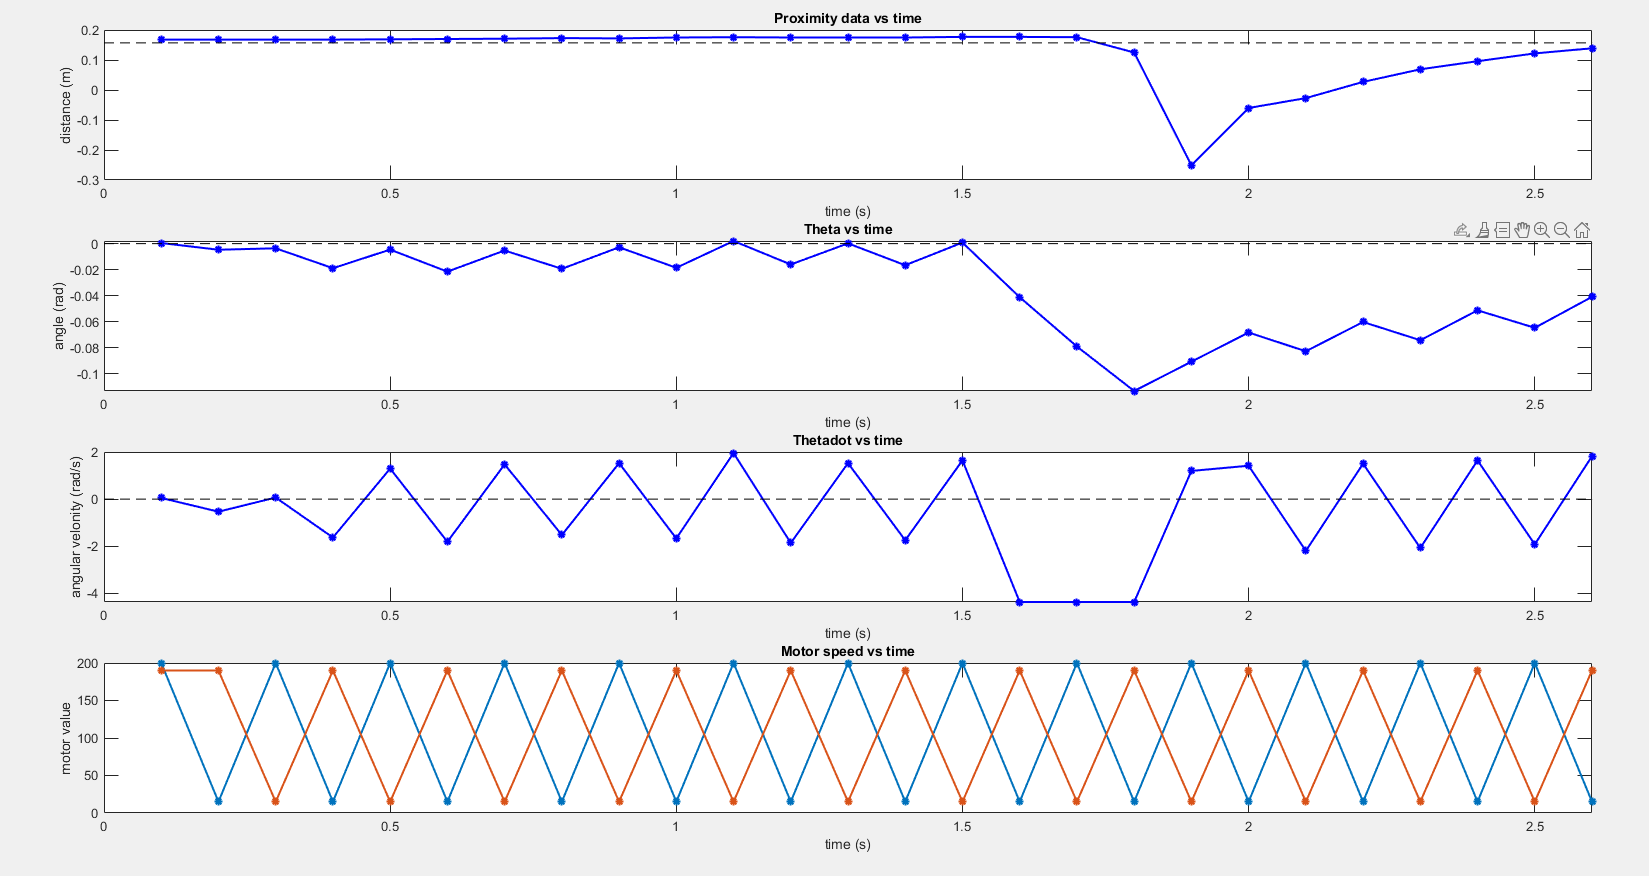 Proximity data vs time
distance (m)
0.2
0.1
0
-0.1
-0.2
-0.3
0 0.5 1 1.5 2 2.5
time (s)
Theta vs time
angle (rad)
0
-0.02
-0.04
-0.06
-0.08
-0.1
0 0.5 1 1.5 2 2.5
time (s)
Thetadot vs time
angular velonity (rad/s)
2
0
-2
-4
0 0.5 1 1.5 2 2.5
time (s)
Motor speed vs time
motor value
200
150
100
50
0
0 0.5 1 1.5 2 2.5
time (s)